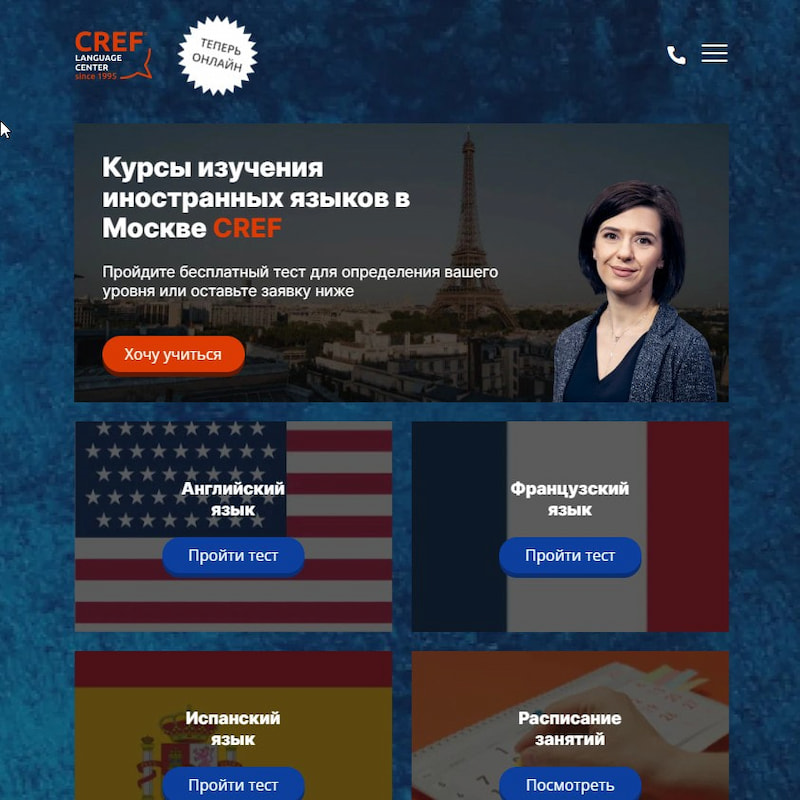 CREF
LANGUAGE
CENTER
since 1995
ТЕПЕРЬ
ОНЛАЙН
Курсы изучения
иностранных языков в
Москве CREF
Пройдите бесплатный тест для определения вашего
уровня или оставьте заявку ниже
Хочу учиться
Английский
язык
Пройти тест
Французский
язык
Пройти тест
Испанский
язык
Пройти тест
Расписание
занятий
Посмотреть